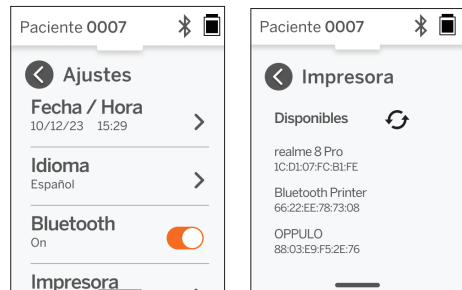 Paciente 0007
Ajustes
Fecha / Hora
10/12/23 15:29
Idioma
Español
Bluetooth
On
Impresora
Paciente 0007
Impresora
Disponibles
realme 8 Pro
1C:D1:07:FC:B1:FE
Bluetooth Printer
66:22:EE:78:73:08
OPPULO
88:03:E9:F5:2E:76